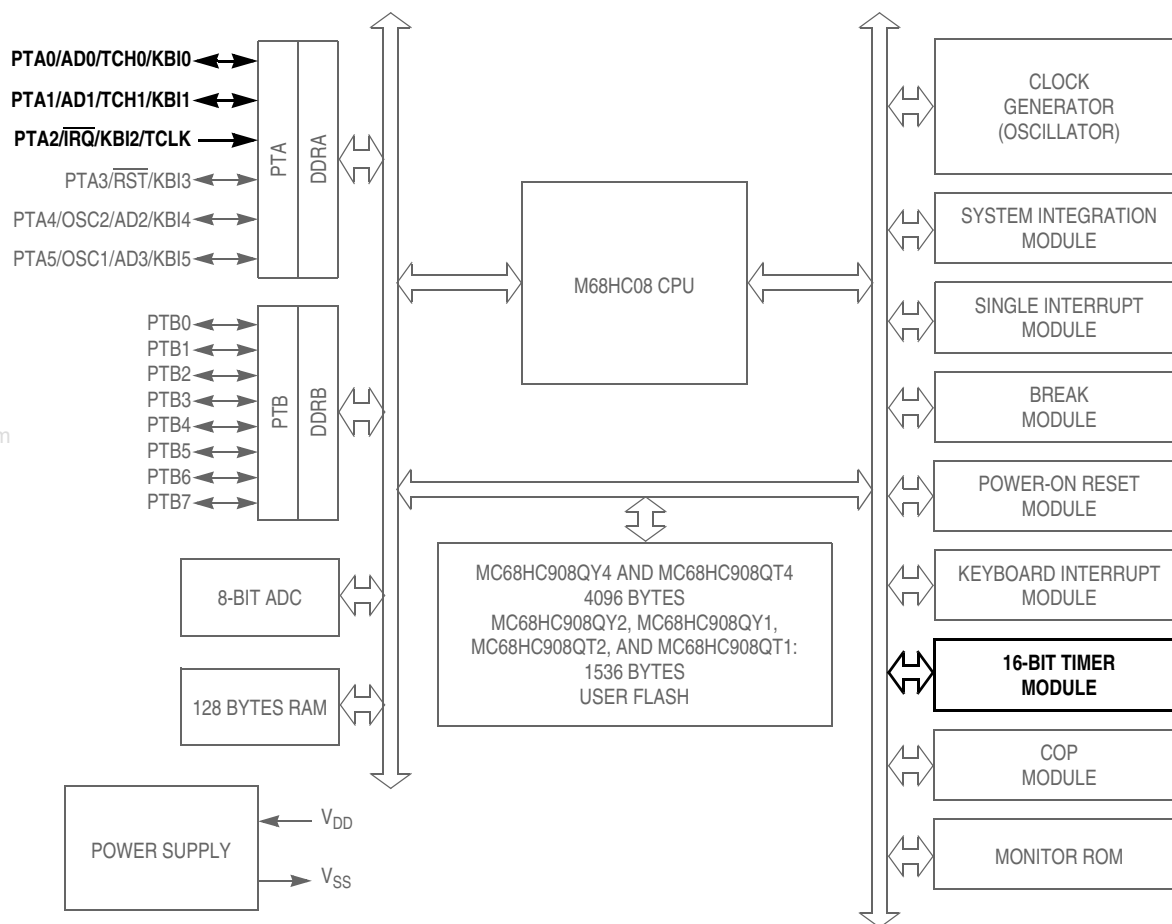 PTA0/AD0/TCH0/KBI0
PTA1/AD1/TCH1/KBI1
PTA2/IRQ/KBI2/TCLK
PTA3/RST/KBI3
PTA4/OSC2/AD2/KBI4
PTA5/OSC1/AD3/KBI5
PTA
DDRA
PTB0
PTB1
PTB2
PTB3
PTB4
PTB5
PTB6
PTB7
PTB
DDRB
8-BIT ADC
128 BYTES RAM
POWER SUPPLY
VDD
VSS
M68HC08 CPU
MC68HC908QY4 AND MC68HC908QT4
4096 BYTES
MC68HC908QY2, MC68HC908QY1,
MC68HC908QT2, AND MC68HC908QT1:
1536 BYTES
USER FLASH
CLOCK
GENERATOR
(OSCILLATOR)
SYSTEM INTEGRATION
MODULE
SINGLE INTERRUPT
MODULE
BREAK
MODULE
POWER-ON RESET
MODULE
KEYBOARD INTERRUPT
MODULE
16-BIT TIMER
MODULE
COP
MODULE
MONITOR ROM